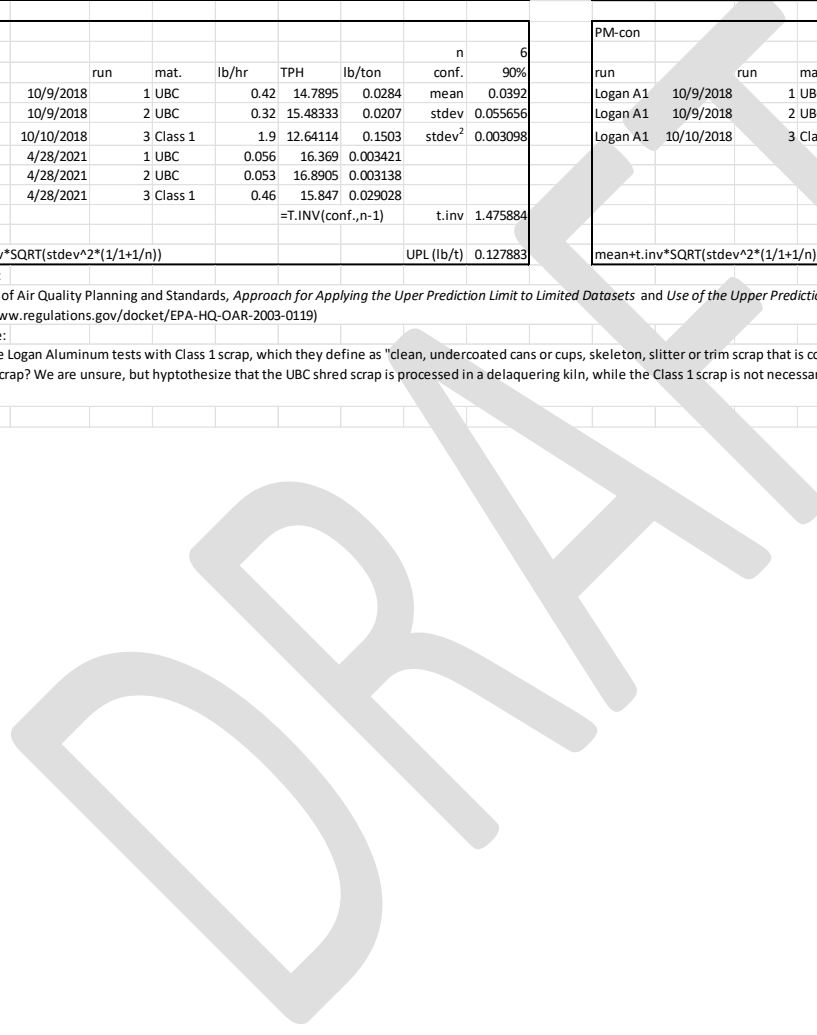 PM-con
n 6
run mat. lb/hr TPH lb/ton conf. 90% run run ma
10/9/2018 1 UBC 0.42 14.7895 0.0284 mean 0.0392 Logan A1 10/9/2018 1 UB
10/9/2018 2 UBC 0.32 15.48333 0.0207 stdev 0.055656 Logan A1 10/9/2018 2 UB
10/10/2018 3 Class 1 1.9 12.64114 0.1503 stdev² 0.003098 Logan A1 10/10/2018 3 Cla
4/28/2021 1 UBC 0.056 16.369 0.003421
4/28/2021 2 UBC 0.053 16.8905 0.003138
4/28/2021 3 Class 1 0.46 15.847 0.029028
=T.INV(conf.,n-1) t.inv 1.475884
v*SQRT(stdev^2*(1/1+1/n)) UPL (lb/t) 0.127883 mean+t.inv*SQRT(stdev^2*(1/1+1/n)
:
of Air Quality Planning and Standards, Approach for Applying the Uper Prediction Limit to Limited Datasets and Use of the Upper Predictio
ww.regulations.gov/docket/EPA-HQ-OAR-2003-0119)
e:
e Logan Aluminum tests with Class 1 scrap, which they define as "clean, undercoated cans or cups, skeleton, slitter or trim scrap that is co
crap? We are unsure, but hyptothesize that the UBC shred scrap is processed in a delaquering kiln, while the Class 1 scrap is not necessar
DRAFT